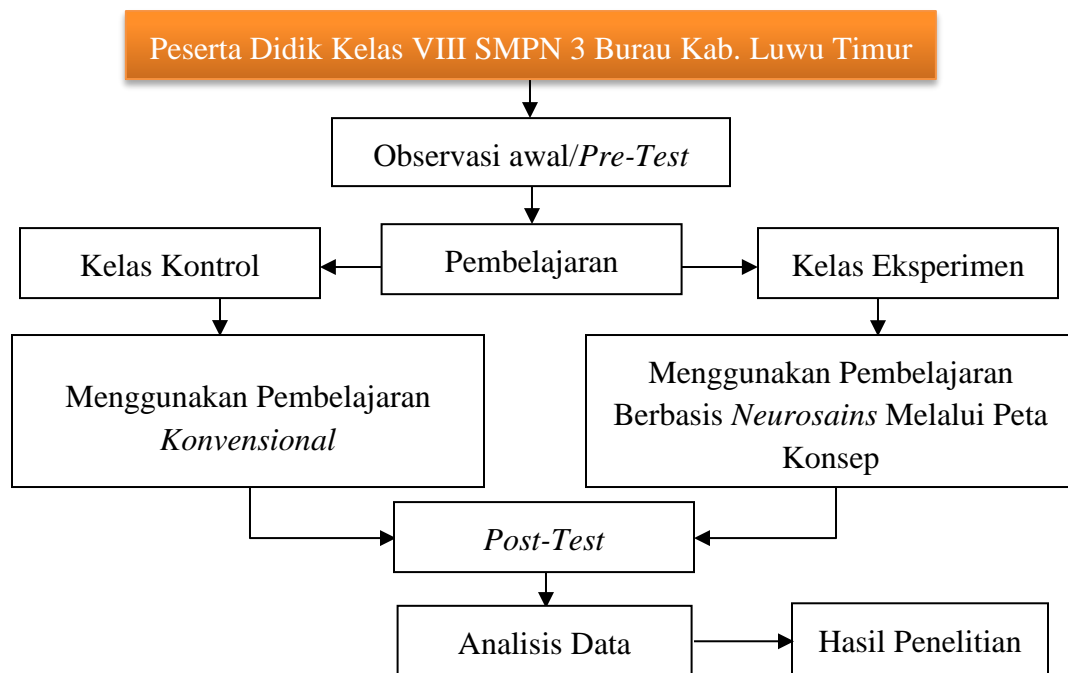 Peserta Didik Kelas VIII SMPN 3 Burau Kab. Luwu Timur
Observasi awal/Pre-Test
Kelas Kontrol
Pembelajaran
Kelas Eksperimen
Menggunakan Pembelajaran
Konvensional
Menggunakan Pembelajaran
Berbasis Neurosains Melalui Peta
Konsep
Post-Test
Analisis Data
Hasil Penelitian